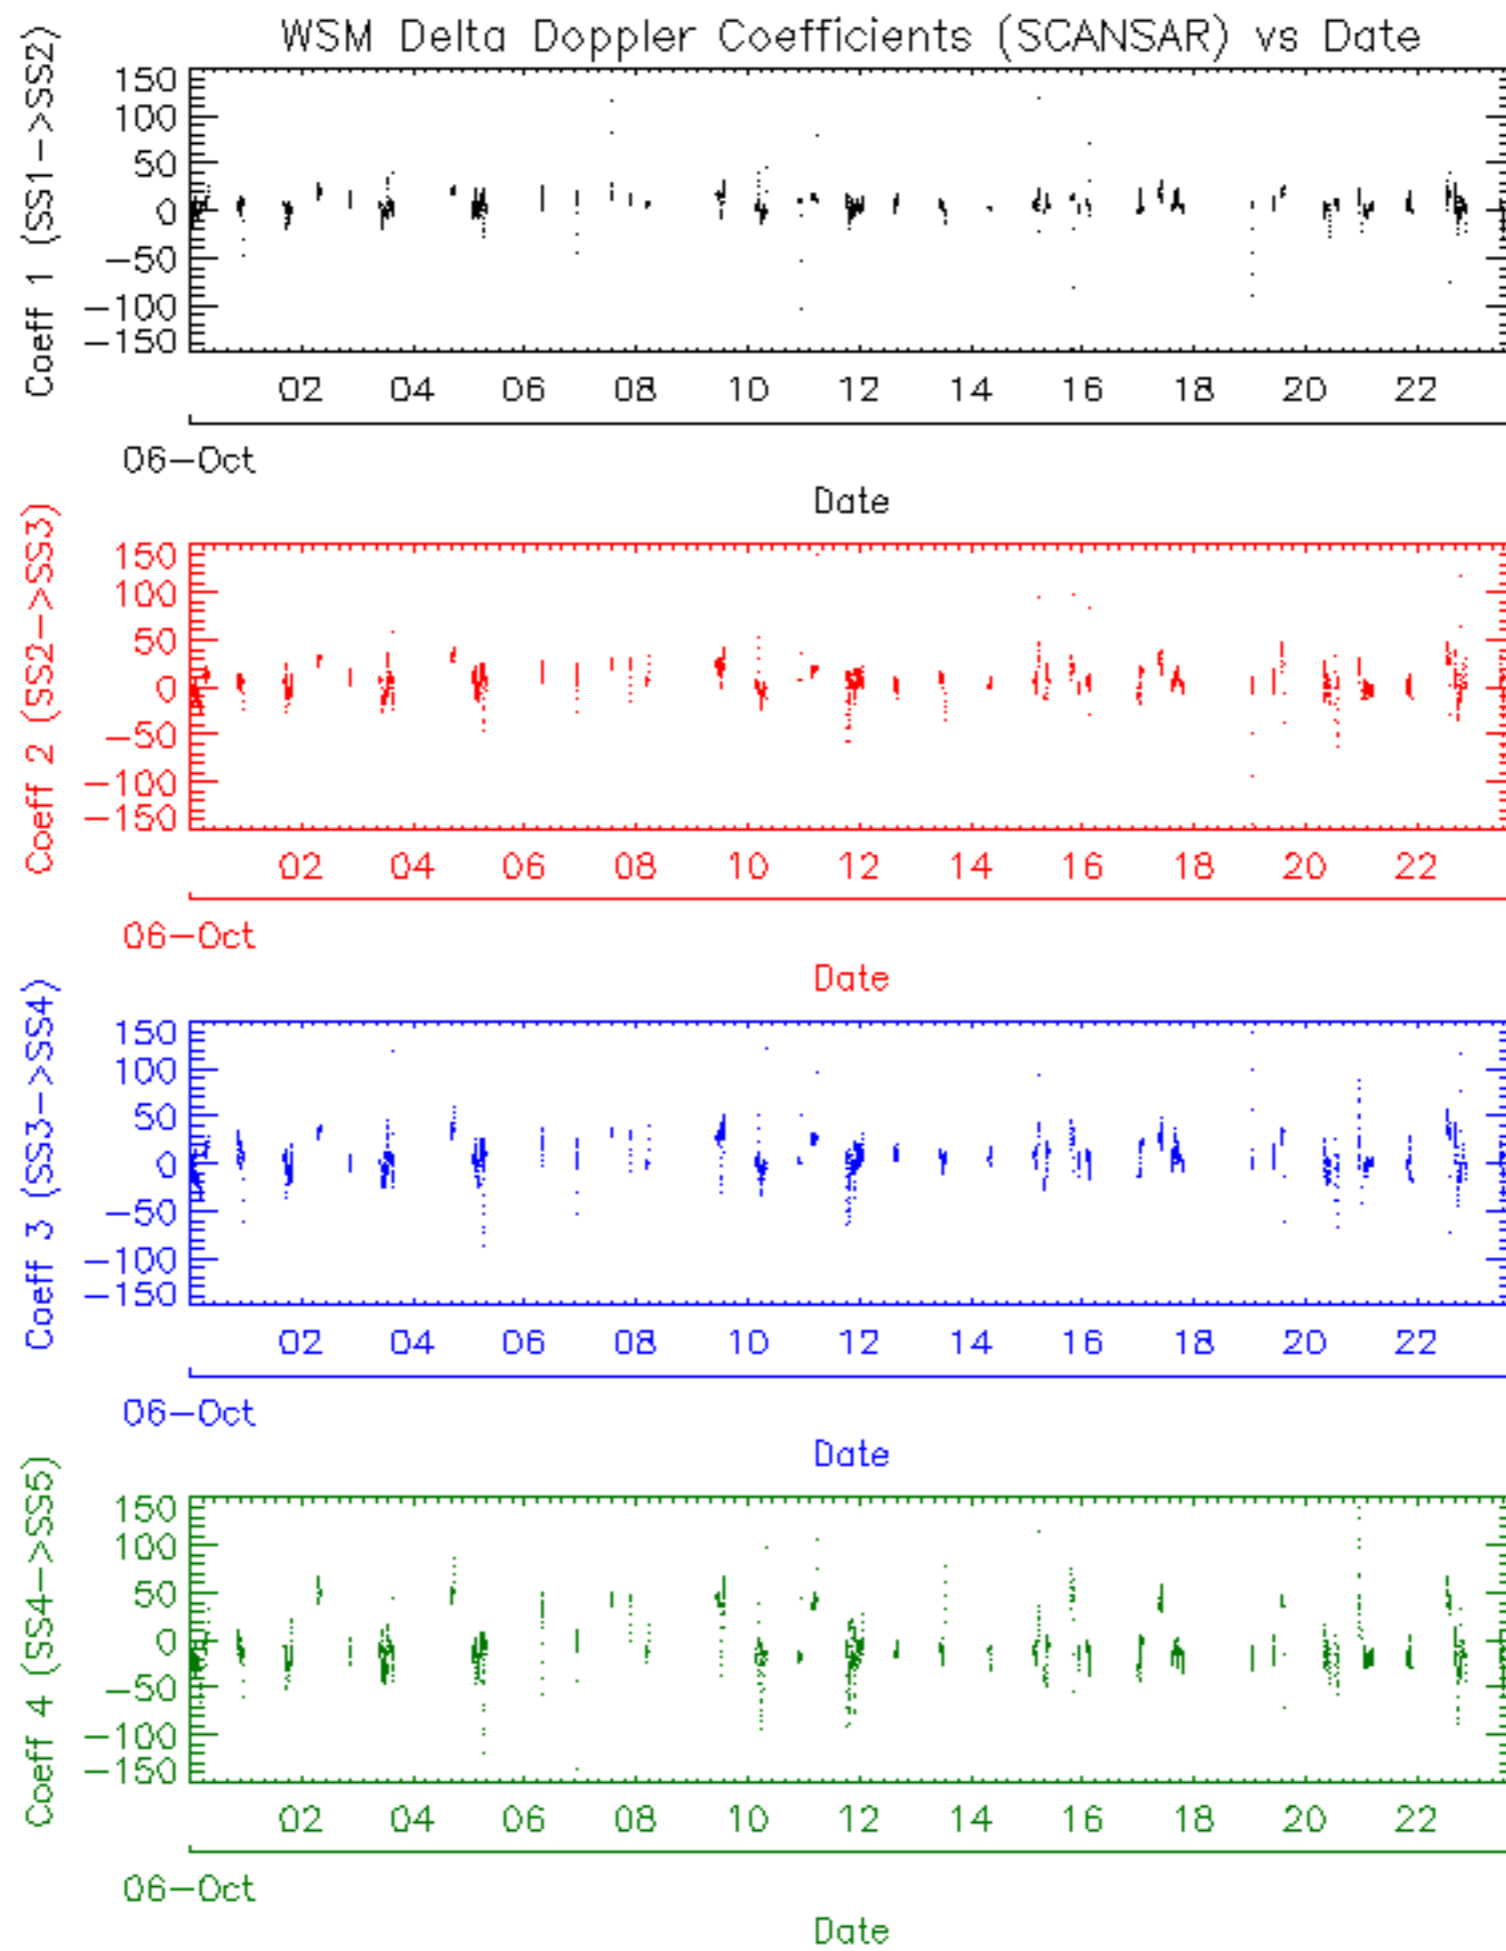 WSM Delta Doppler Coefficients (SCANSAR) vs Date
Coeff 1 (SS1->SS2)
150
100
50
0
-50
-100
-150
02 04 06 08 10 12 14 16 18 20 22
06-Oct
Date
Coeff 2 (SS2->SS3)
150
100
50
0
-50
-100
-150
02 04 06 08 10 12 14 16 18 20 22
06-Oct
Date
Coeff 3 (SS3->SS4)
150
100
50
0
-50
-100
-150
02 04 06 08 10 12 14 16 18 20 22
06-Oct
Date
Coeff 4 (SS4->SS5)
150
100
50
0
-50
-100
-150
02 04 06 08 10 12 14 16 18 20 22
06-Oct
Date